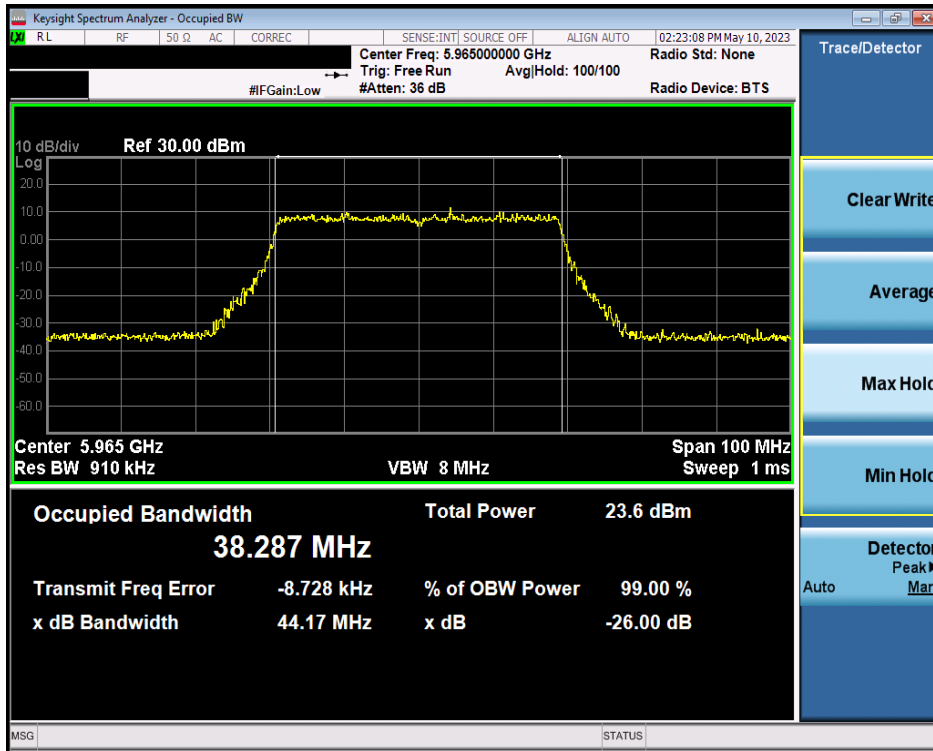 Keysight Spectrum Analyzer - Occupied BW
LXI RL RF 50 Ω AC CORREC SENSE:INT SOURCE OFF ALIGN AUTO 02:23:08 PM May 10, 2023
Center Freq: 5.965000000 GHz Radio Std: None
Trig: Free Run Avg|Hold: 100/100
#IFGain:Low #Atten: 36 dB Radio Device: BTS
10 dB/div Ref 30.00 dBm
Log
20.0
10.0
0.00
-10.0
-20.0
-30.0
-40.0
-50.0
-60.0
Center 5.965 GHz Span 100 MHz
Res BW 910 kHz VBW 8 MHz Sweep 1 ms
Occupied Bandwidth Total Power 23.6 dBm
38.287 MHz
Transmit Freq Error -8.728 kHz % of OBW Power 99.00 %
x dB Bandwidth 44.17 MHz x dB -26.00 dB
MSG STATUS
Trace/Detector
Clear Write
Average
Max Hold
Min Hold
Detector
Peak
Auto Man